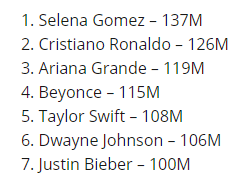 1. Selena Gomez – 137M
2. Cristiano Ronaldo – 126M
3. Ariana Grande – 119M
4. Beyonce – 115M
5. Taylor Swift – 108M
6. Dwayne Johnson – 106M
7. Justin Bieber – 100M